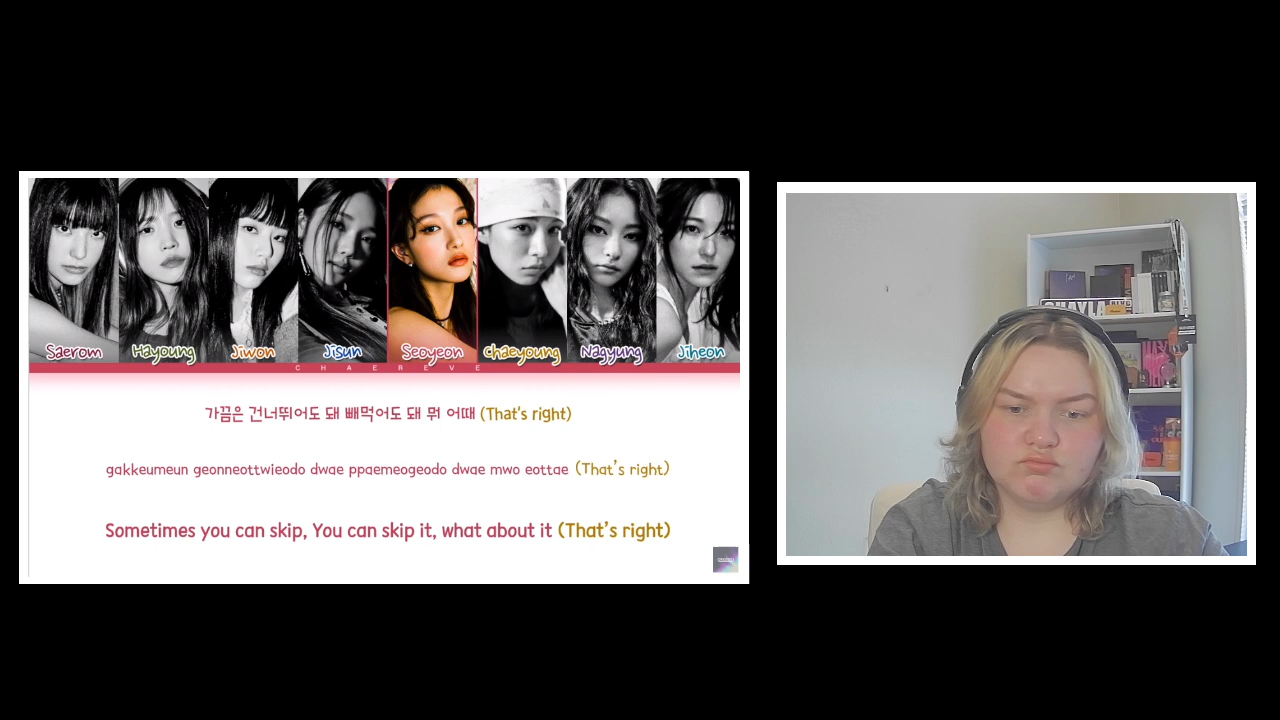 Saerom
Hayoung
Jiwon
Jisun
Seoyeon
Chaeyoung
Nagyung
Jiheon
CHAEREVE
가끔은 건너뛰어도 돼 빼먹어도 돼 뭐 어때 (That's right)
gakkeumeun geonneottwieodo dwae ppaemeogeodo dwae mwo eottae (That's right)
Sometimes you can skip, You can skip it, what about it (That's right)